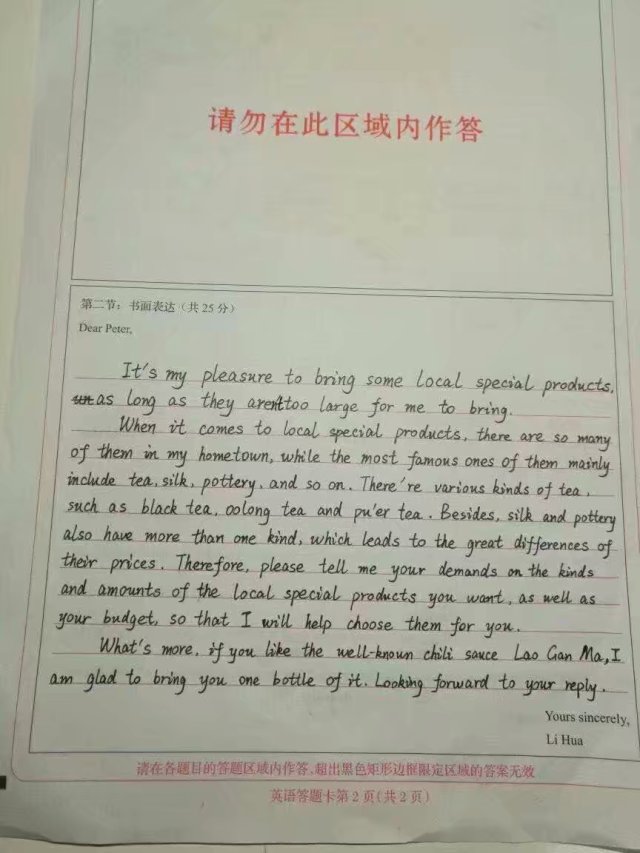 请勿在此区域内作答
第二节：书面表达（共 25 分）
Dear Peter,
It's my pleasure to bring some local special products,
as long as they aren't too large for me to bring.
When it comes to local special products, there are so many
of them in my hometown, while the most famous ones of them mainly
include tea, silk, pottery, and so on. There're various kinds of tea,
such as black tea, oolong tea and pu'er tea. Besides, silk and pottery
also have more than one kind, which leads to the great differences of
their prices. Therefore, please tell me your demands on the kinds
and amounts of the local special products you want, as well as
your budget, so that I will help choose them for you.
What's more, if you like the well-known chili sauce Lao Gan Ma, I
am glad to bring you one bottle of it. Looking forward to your reply.
Yours sincerely,
Li Hua
请在各题目的答题区域内作答,超出黑色矩形边框限定区域的答案无效
英语答题卡第 2 页(共 2 页)